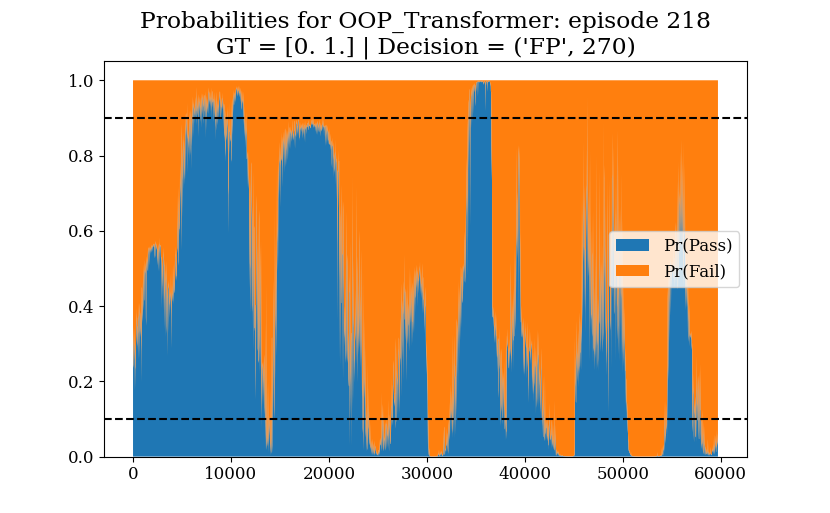 Probabilities for OOP_Transformer: episode 218
GT = [0. 1.] | Decision = ('FP', 270)
1.0
0.8
0.6
0.4
0.2
0.0
Pr(Pass)
Pr(Fail)
0 10000 20000 30000 40000 50000 60000